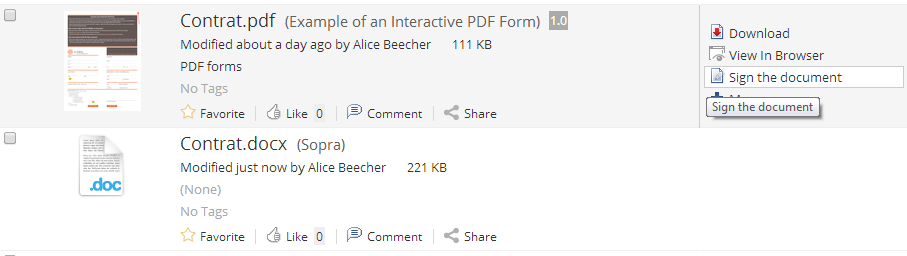 Contrat.pdf (Example of an Interactive PDF Form) 1.0
Modified about a day ago by Alice Beecher 111 KB
PDF forms
No Tags
Favorite Like 0 Comment Share
Download
View In Browser
Sign the document
Sign the document
Contrat.docx (Sopra)
Modified just now by Alice Beecher 221 KB
(None)
No Tags
Favorite Like 0 Comment Share
.doc